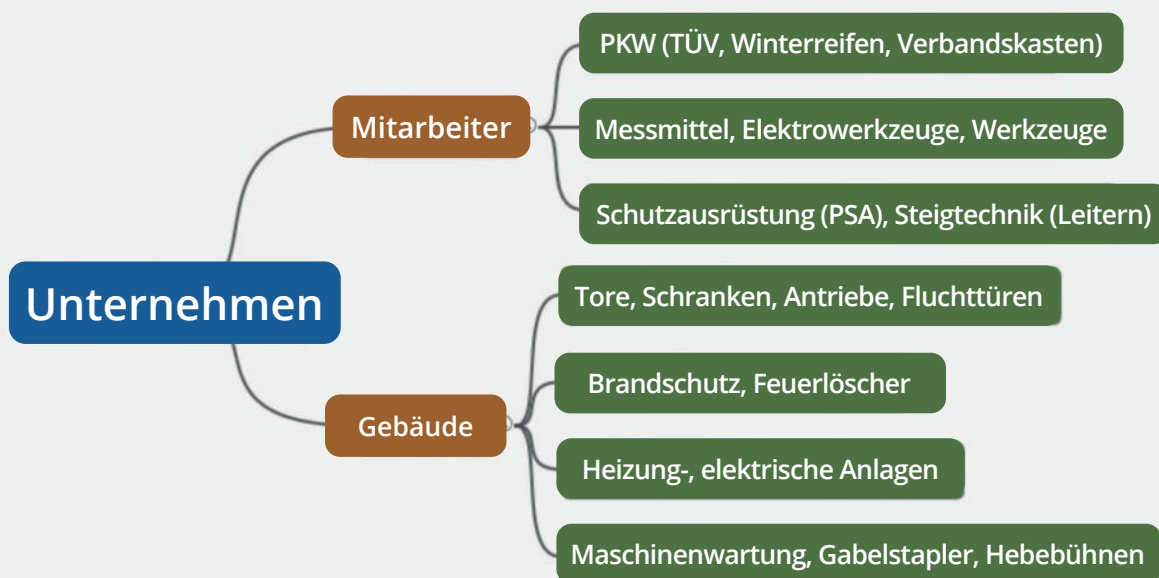 PKW (TÜV, Winterreifen, Verbandskasten)
Mitarbeiter
Messmittel, Elektrowerkzeuge, Werkzeuge
Schutzausrüstung (PSA), Steigtechnik (Leitern)
Unternehmen
Tore, Schranken, Antriebe, Fluchttüren
Brandschutz, Feuerlöscher
Gebäude
Heizung-, elektrische Anlagen
Maschinenwartung, Gabelstapler, Hebebühnen